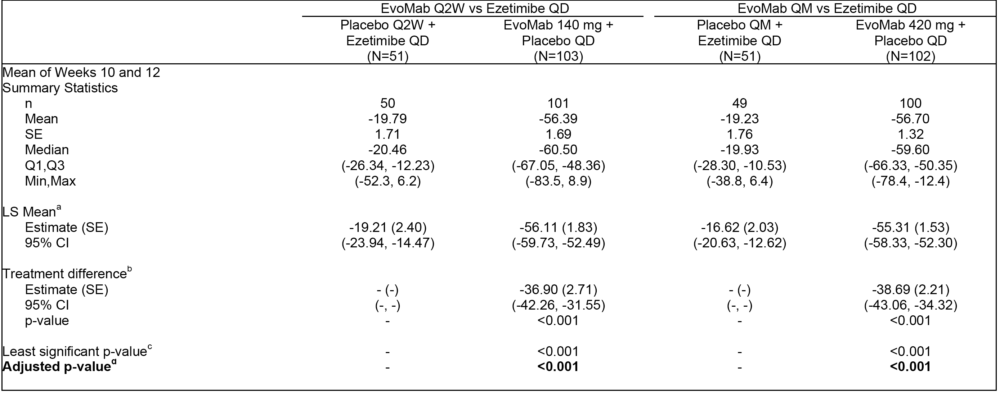 EvoMab Q2W vs Ezetimibe QD EvoMab QM vs Ezetimibe QD
Placebo Q2W + EvoMab 140 mg + Placebo QM + EvoMab 420 mg +
Ezetimibe QD Placebo QD Ezetimibe QD Placebo QD
(N=51) (N=103) (N=51) (N=102)
Mean of Weeks 10 and 12
Summary Statistics
n 50 101 49 100
Mean -19.79 -56.39 -19.23 -56.70
SE 1.71 1.69 1.76 1.32
Median -20.46 -60.50 -19.93 -59.60
Q1,Q3 (-26.34, -12.23) (-67.05, -48.36) (-28.30, -10.53) (-66.33, -50.35)
Min,Max (-52.3, 6.2) (-83.5, 8.9) (-38.8, 6.4) (-78.4, -12.4)
LS Meanᵃ
Estimate (SE) -19.21 (2.40) -56.11 (1.83) -16.62 (2.03) -55.31 (1.53)
95% CI (-23.94, -14.47) (-59.73, -52.49) (-20.63, -12.62) (-58.33, -52.30)
Treatment differenceᵇ
Estimate (SE) - (-) -36.90 (2.71) - (-) -38.69 (2.21)
95% CI (-, -) (-42.26, -31.55) (-, -) (-43.06, -34.32)
p-value - <0.001 - <0.001
Least significant p-valueᶜ - <0.001 - <0.001
Adjusted p-valueᵈ - <0.001 - <0.001